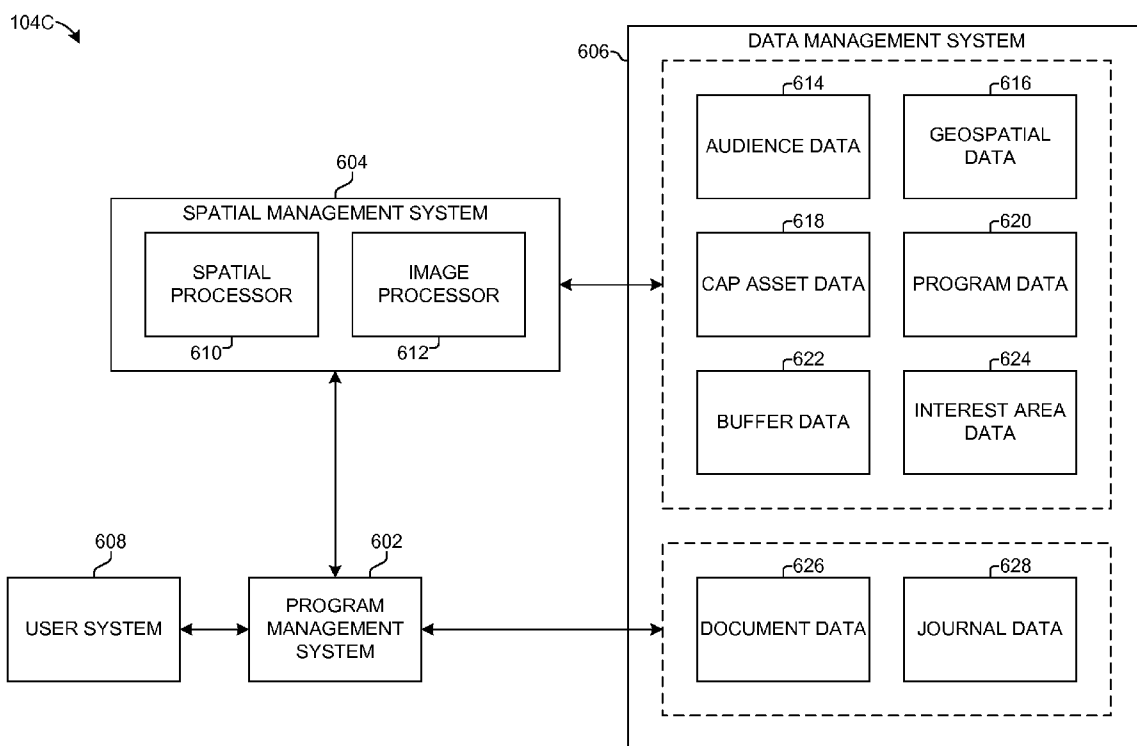 104C
606
DATA MANAGEMENT SYSTEM
614
616
AUDIENCE DATA
GEOSPATIAL
DATA
604
SPATIAL MANAGEMENT SYSTEM
618
620
SPATIAL
PROCESSOR
IMAGE
PROCESSOR
CAP ASSET DATA
PROGRAM DATA
610
612
622
624
BUFFER DATA
INTEREST AREA
DATA
608
602
626
628
USER SYSTEM
PROGRAM
MANAGEMENT
SYSTEM
DOCUMENT DATA
JOURNAL DATA